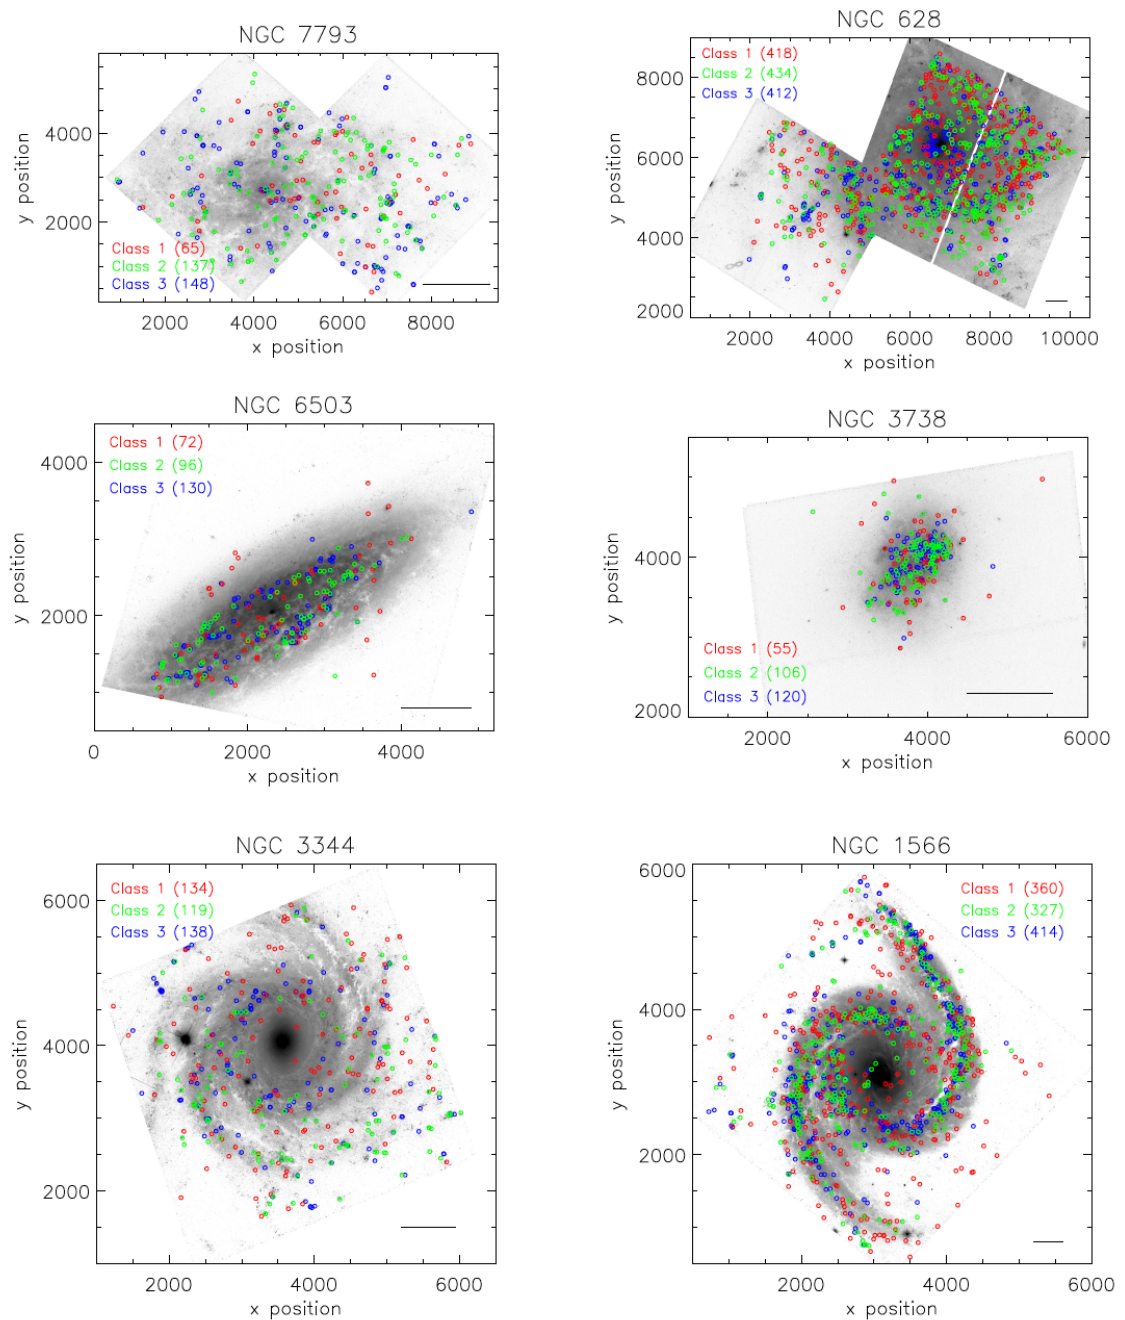 NGC 7793
y position
4000
2000
Class 1 (65)
Class 2 (137)
Class 3 (148)
2000 4000 6000 8000
x position
NGC 628
Class 1 (418)
Class 2 (434)
Class 3 (412)
y position
8000
6000
4000
2000
2000 4000 6000 8000 10000
x position
NGC 6503
Class 1 (72)
Class 2 (96)
Class 3 (130)
y position
4000
2000
0 2000 4000
x position
NGC 3738
y position
4000
2000
Class 1 (55)
Class 2 (106)
Class 3 (120)
2000 4000 6000
x position
NGC 3344
Class 1 (134)
Class 2 (119)
Class 3 (138)
y position
6000
4000
2000
2000 4000 6000
x position
NGC 1566
Class 1 (360)
Class 2 (327)
Class 3 (414)
y position
6000
4000
2000
2000 4000 6000
x position